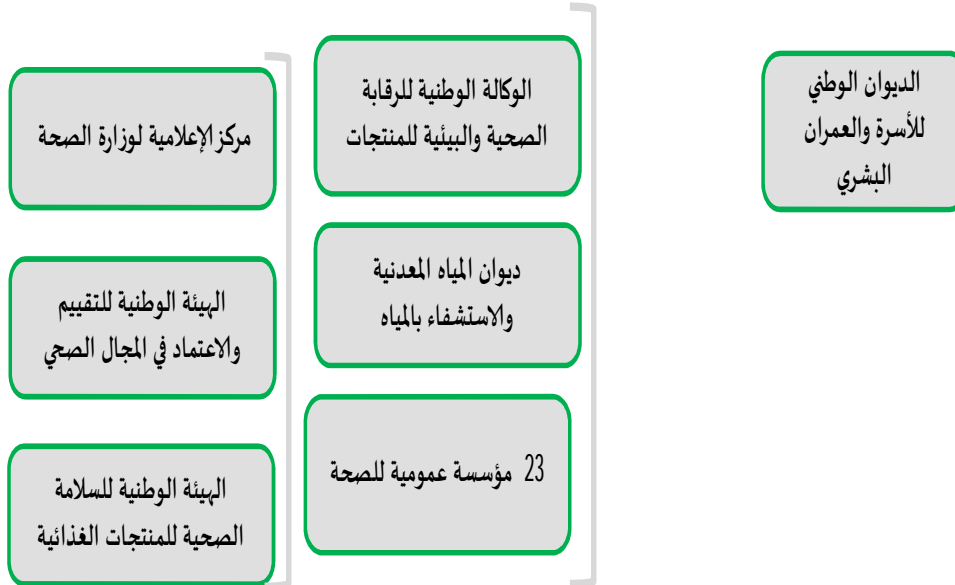 الديوان الوطني
للأسرة والعمران
البشري
الوكالة الوطنية للرقابة
الصحية والبيئية للمنتجات
ديوان المياه المعدنية
والاستشفاء بالمياه
23 مؤسسة عمومية للصحة
مركز الإعلامية لوزارة الصحة
الهيئة الوطنية للتقييم
والاعتماد في المجال الصحي
الهيئة الوطنية للسلامة
الصحية للمنتجات الغذائية